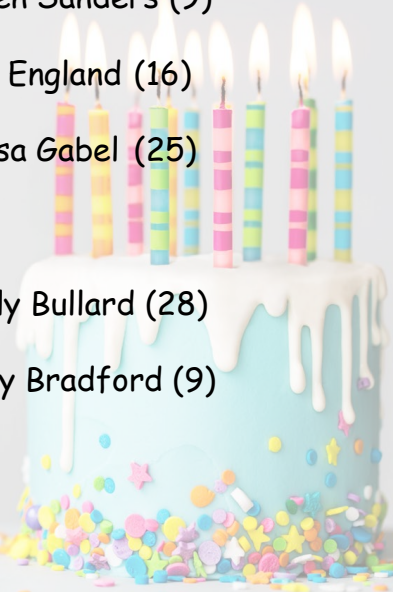 en Sanders (9)
England (16)
sa Gabel (25)
ly Bullard (28)
y Bradford (9)